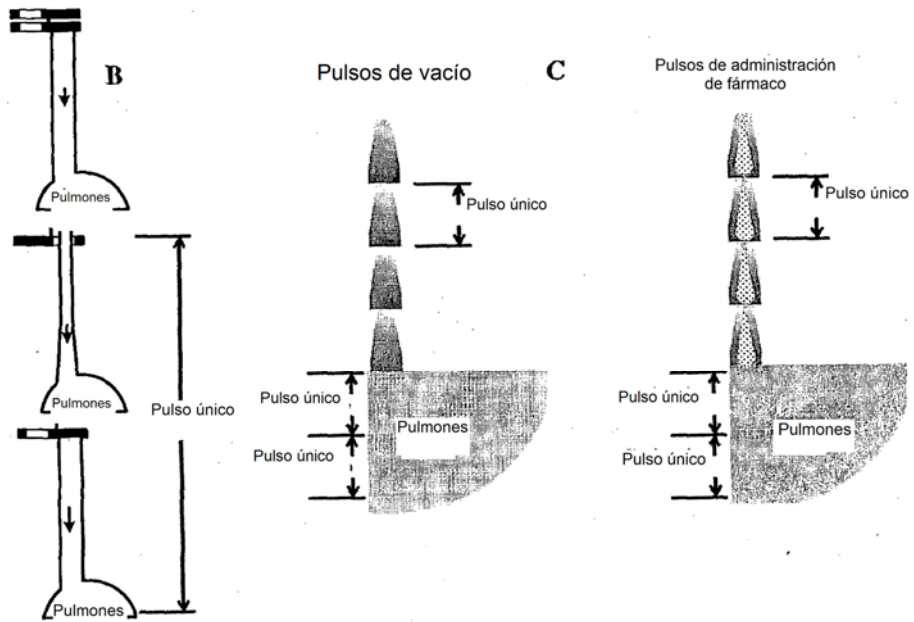 B
Pulmones
Pulmones
Pulso único
Pulmones
Pulsos de vacío
Pulso único
Pulso único
Pulmones
Pulso único
C
Pulsos de administración
de fármaco
Pulso único
Pulso único
Pulmones
Pulso único